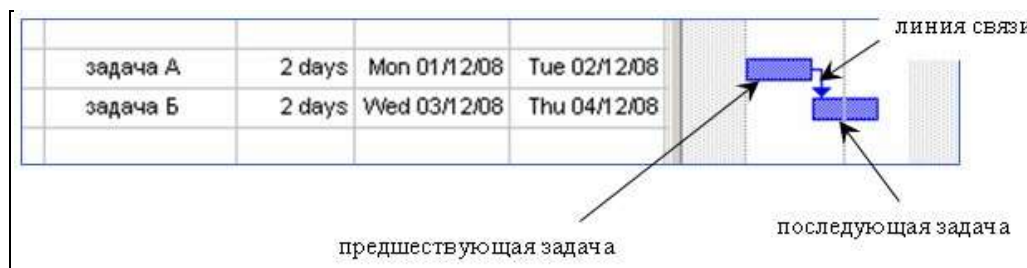 линия связи
задача А 2 days Mon 01/12/08 Tue 02/12/08
задача Б 2 days Wed 03/12/08 Thu 04/12/08
последующая задача
предшествующая задача